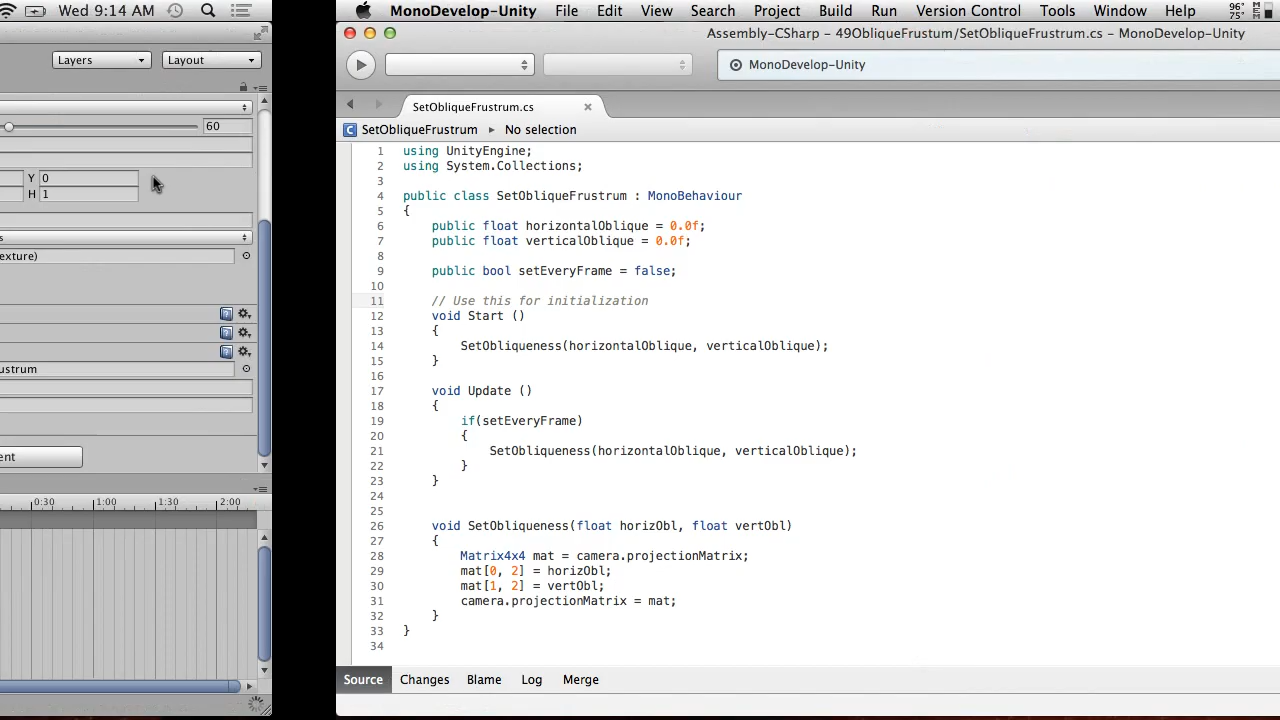 Wed 9:14 AM
Layers
Layout
60
Y 0
H 1
s
exture)
ustrum
ent
0:30 1:00 1:30 2:00
MonoDevelop-Unity File Edit View Search Project Build Run Version Control Tools Window Help 96° 75° MEM
Assembly-CSharp - 49ObliqueFrustum/SetObliqueFrustrum.cs - MonoDevelop-Unity
MonoDevelop-Unity
SetObliqueFrustrum.cs ×
C SetObliqueFrustrum ▸ No selection
1 using UnityEngine;
2 using System.Collections;
3
4 public class SetObliqueFrustrum : MonoBehaviour
5 {
6 public float horizontalOblique = 0.0f;
7 public float verticalOblique = 0.0f;
8
9 public bool setEveryFrame = false;
10
11 // Use this for initialization
12 void Start ()
13 {
14 SetObliqueness(horizontalOblique, verticalOblique);
15 }
16
17 void Update ()
18 {
19 if(setEveryFrame)
20 {
21 SetObliqueness(horizontalOblique, verticalOblique);
22 }
23 }
24
25
26 void SetObliqueness(float horizObl, float vertObl)
27 {
28 Matrix4x4 mat = camera.projectionMatrix;
29 mat[0, 2] = horizObl;
30 mat[1, 2] = vertObl;
31 camera.projectionMatrix = mat;
32 }
33 }
34
Source Changes Blame Log Merge